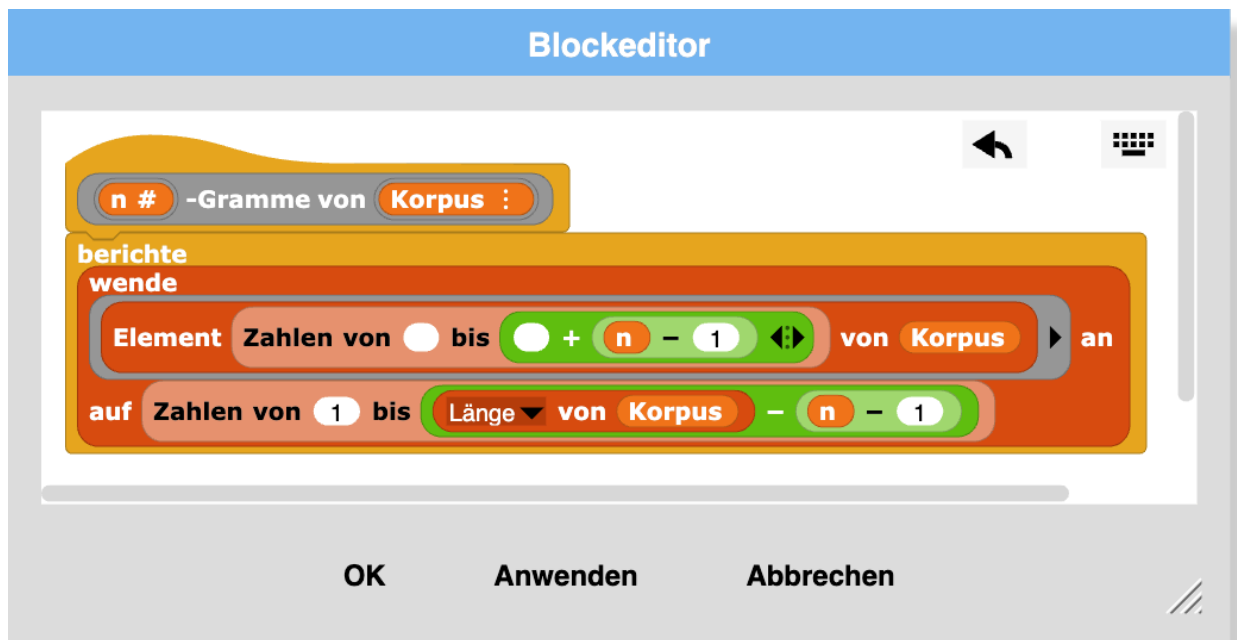 Blockeditor
n # -Gramme von Korpus ⋮
berichte
wende
Element Zahlen von bis + n − 1 von Korpus an
auf Zahlen von 1 bis Länge von Korpus − n − 1
OK Anwenden Abbrechen